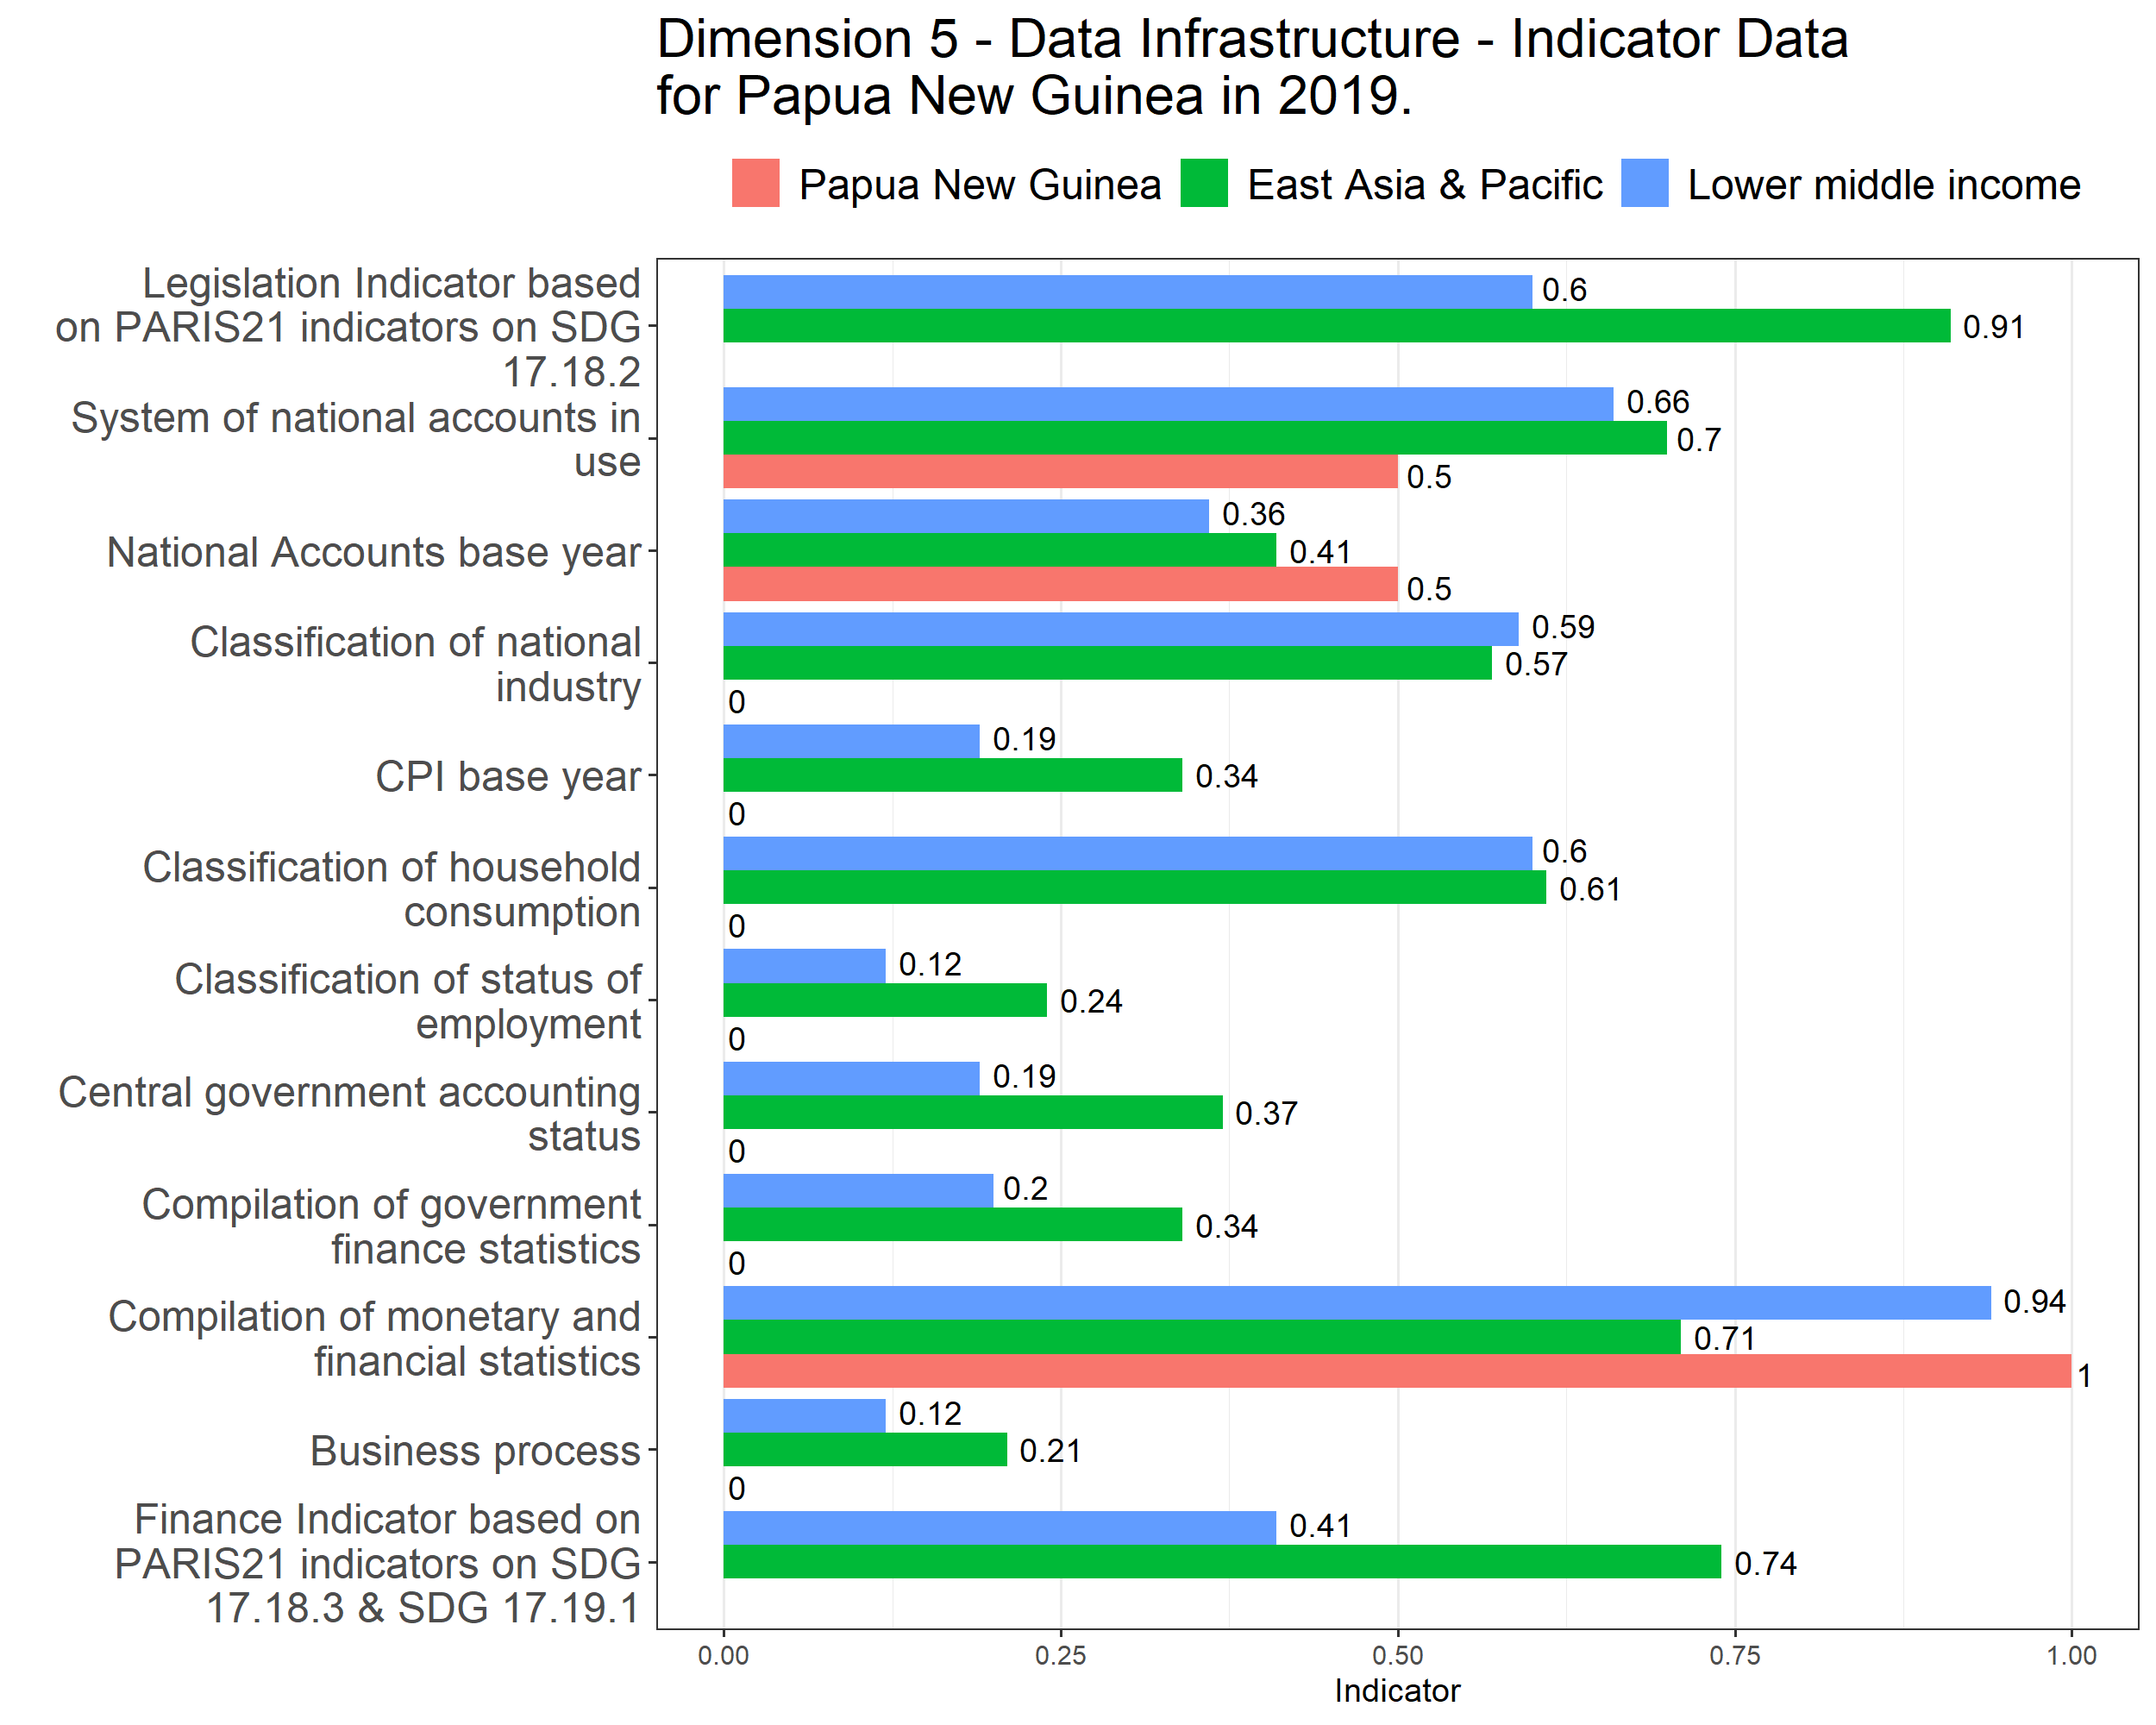 Dimension 5 - Data Infrastructure - Indicator Data
for Papua New Guinea in 2019.
Papua New Guinea
East Asia & Pacific
Lower middle income
Legislation Indicator based
on PARIS21 indicators on SDG
17.18.2
0.6
0.91
System of national accounts in
use
0.66
0.7
0.5
National Accounts base year
0.36
0.41
0.5
Classification of national
industry
0.59
0.57
0
CPI base year
0.19
0.34
0
Classification of household
consumption
0.6
0.61
0
Classification of status of
employment
0.12
0.24
0
Central government accounting
status
0.19
0.37
0
Compilation of government
finance statistics
0.2
0.34
0
Compilation of monetary and
financial statistics
0.94
0.71
1
Business process
0.12
0.21
0
Finance Indicator based on
PARIS21 indicators on SDG
17.18.3 & SDG 17.19.1
0.41
0.74
0.00
0.25
0.50
0.75
1.00
Indicator